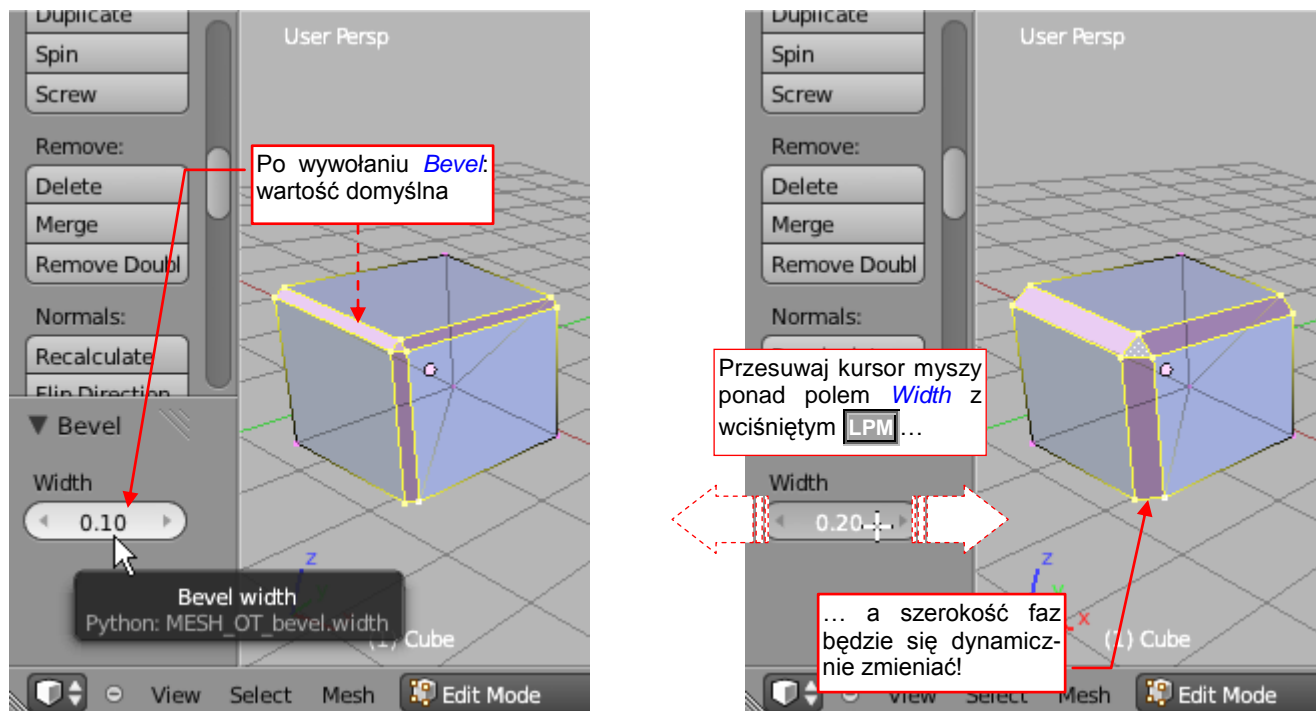 Duplicate
Spin
Screw
Remove:
Delete
Merge
Remove Doubl
Normals:
Recalculate
Flip Direction
Bevel
Width
0.10
Bevel width
Python: MESH_OT_bevel.width
User Persp
Po wywołaniu Bevel:
wartość domyślna
z
(1) Cube
View Select Mesh Edit Mode
Duplicate
Spin
Screw
Remove:
Delete
Merge
Remove Doubl
Normals:
User Persp
Przesuwaj kursor myszy
ponad polem Width z
wciśniętym LPM…
Width
0.20
z
x
… a szerokość faz
będzie się dynamicz-
nie zmieniać!
(1) Cube
View Select Mesh Edit Mode